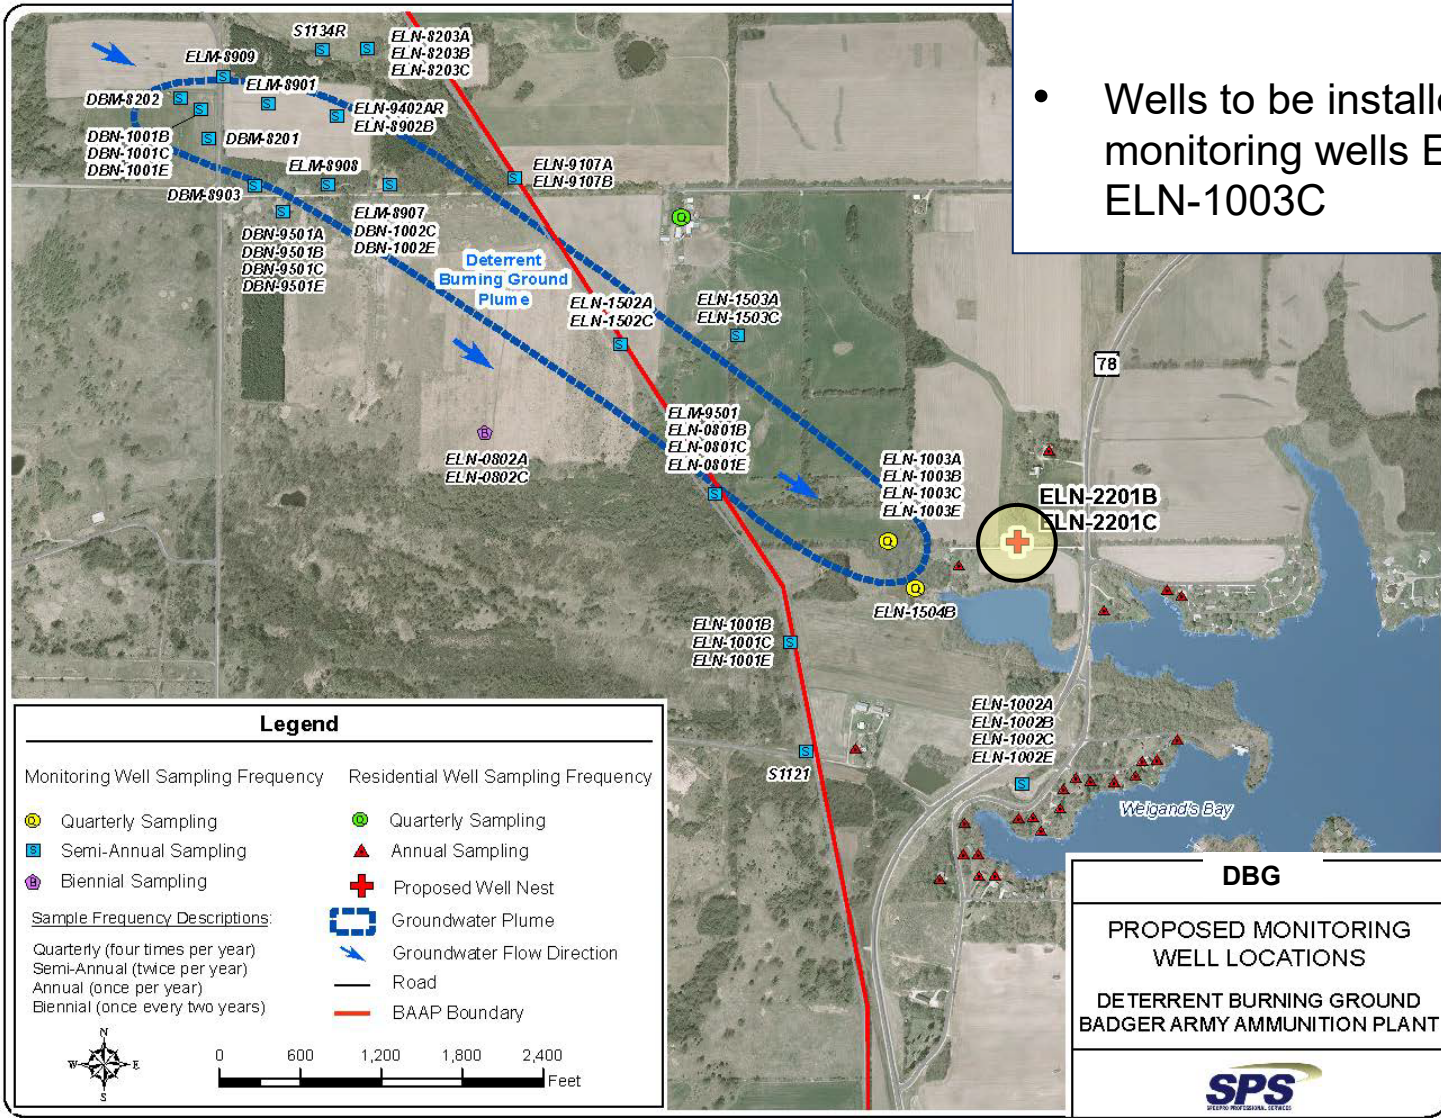 • Wells to be
monitoring wells
ELN-1003C
S1134R
ELN-8203A
ELN-8203B
ELN-8203C
ELM-8909
ELM-8901
DBM-8202
ELN-9402AR
ELN-8902B
DBN-1001B
DBN-1001C
DBN-1001E
DBM-8201
ELM-8908
ELN-9107A
ELN-9107B
DBM-8903
ELM-8907
DBN-1002C
DBN-1002E
DBN-9501A
DBN-9501B
DBN-9501C
DBN-9501E
Deterrent
Burning Ground
Plume
ELN-1502A
ELN-1502C
ELN-1503A
ELN-1503C
78
ELM-9501
ELN-0801B
ELN-0801C
ELN-0801E
ELN-0802A
ELN-0802C
ELN-1003A
ELN-1003B
ELN-1003C
ELN-1003E
ELN-2201B
ELN-2201C
ELN-1504B
ELN-1001B
ELN-1001C
ELN-1001E
ELN-1002A
ELN-1002B
ELN-1002C
ELN-1002E
S1121
Weigand's Bay
Legend
Monitoring Well Sampling Frequency
Q Quarterly Sampling
S Semi-Annual Sampling
B Biennial Sampling
Sample Frequency Descriptions:
Quarterly (four times per year)
Semi-Annual (twice per year)
Annual (once per year)
Biennial (once every two years)
Residential Well Sampling Frequency
Q Quarterly Sampling
Annual Sampling
Proposed Well Nest
Groundwater Plume
Groundwater Flow Direction
Road
BAAP Boundary
N
W E
S
0 600 1,200 1,800 2,400
Feet
DBG
PROPOSED MONITORING
WELL LOCATIONS
DETERRENT BURNING GROUND
BADGER ARMY AMMUNITION PLANT
SPS
SPECPRO PROFESSIONAL SERVICES